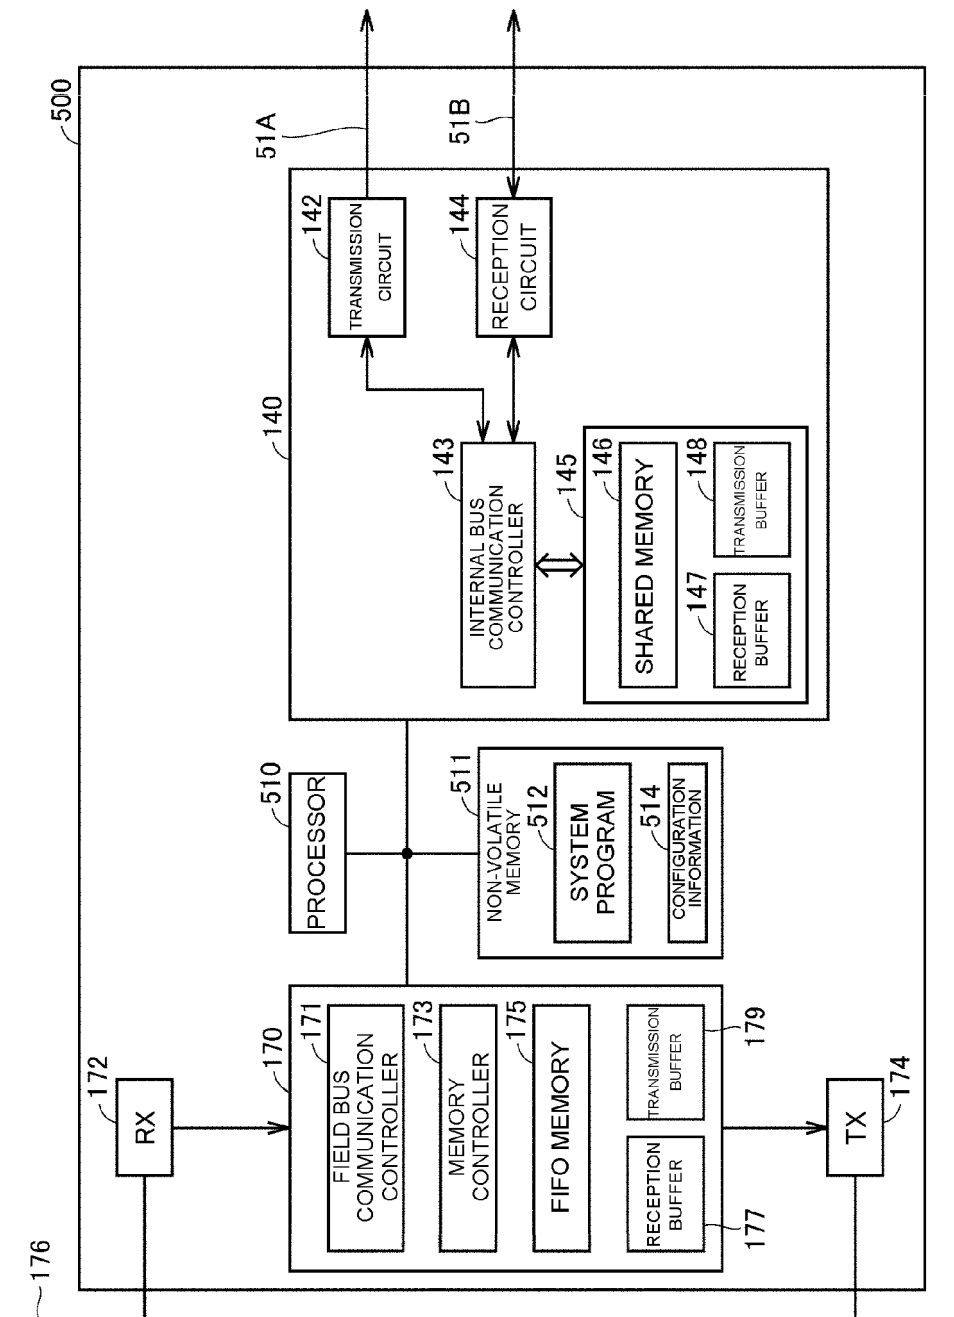 500
51A
51B
140
142
TRANSMISSION
CIRCUIT
144
RECEPTION
CIRCUIT
143
INTERNAL BUS
COMMUNICATION
CONTROLLER
145
146
SHARED MEMORY
148
TRANSMISSION
BUFFER
147
RECEPTION
BUFFER
510
PROCESSOR
511
NON-VOLATILE
MEMORY
512
SYSTEM
PROGRAM
514
CONFIGURATION
INFORMATION
170
171
FIELD BUS
COMMUNICATION
CONTROLLER
173
MEMORY
CONTROLLER
175
FIFO MEMORY
TRANSMISSION
BUFFER
179
RECEPTION
BUFFER
177
172
RX
TX
174
176